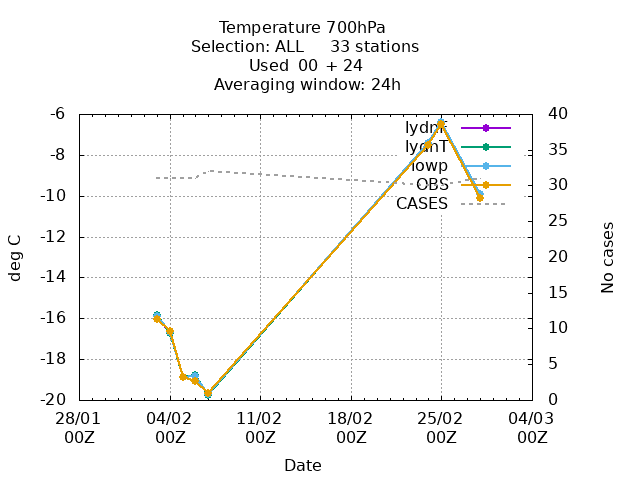 Temperature 700hPa
Selection: ALL 33 stations
Used 00 + 24
Averaging window: 24h
-6 40
lydnF
35
-8 lydnT
iowp 30
-10 OBS
CASES
25
-12
deg C No cases
20
-14
15
-16
10
-18
5
-20 0
28/01 04/02 11/02 18/02 25/02 04/03
00Z 00Z 00Z 00Z 00Z 00Z
Date